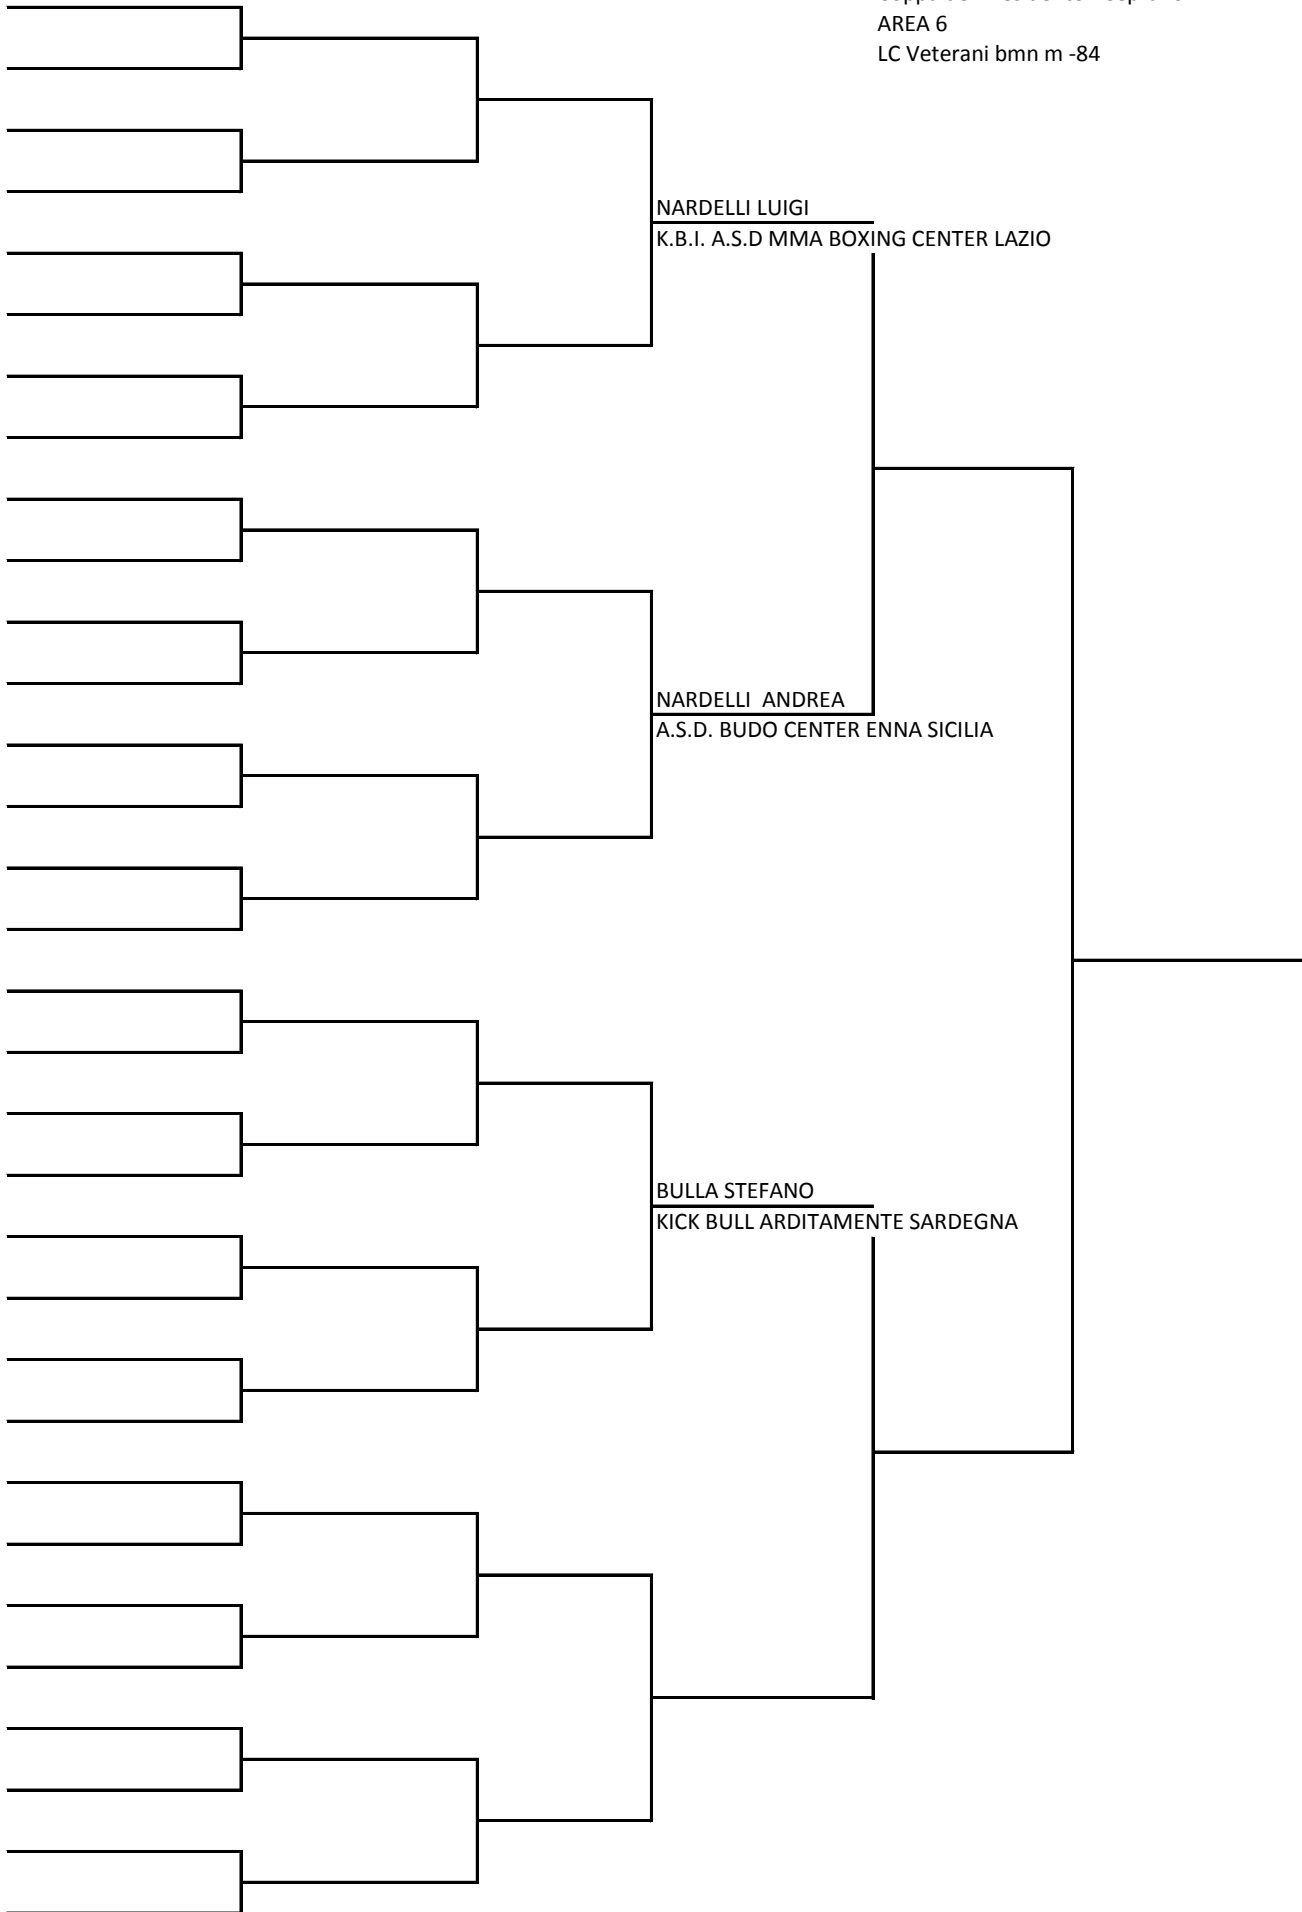 AREA 6
LC Veterani bmn m -84
NARDELLI LUIGI
K.B.I. A.S.D MMA BOXING CENTER LAZIO
NARDELLI  ANDREA
A.S.D. BUDO CENTER ENNA SICILIA
BULLA STEFANO
KICK BULL ARDITAMENTE SARDEGNA